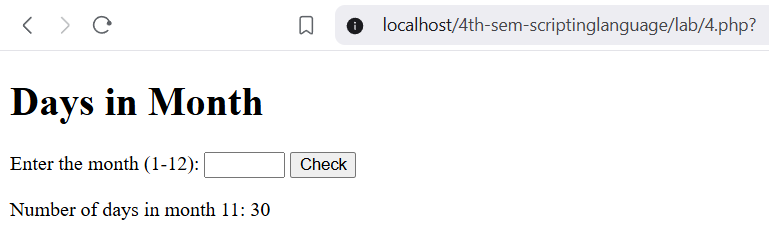 localhost/4th-sem-scriptinglanguage/lab/4.php?
Days in Month
Enter the month (1-12): Check
Number of days in month 11: 30